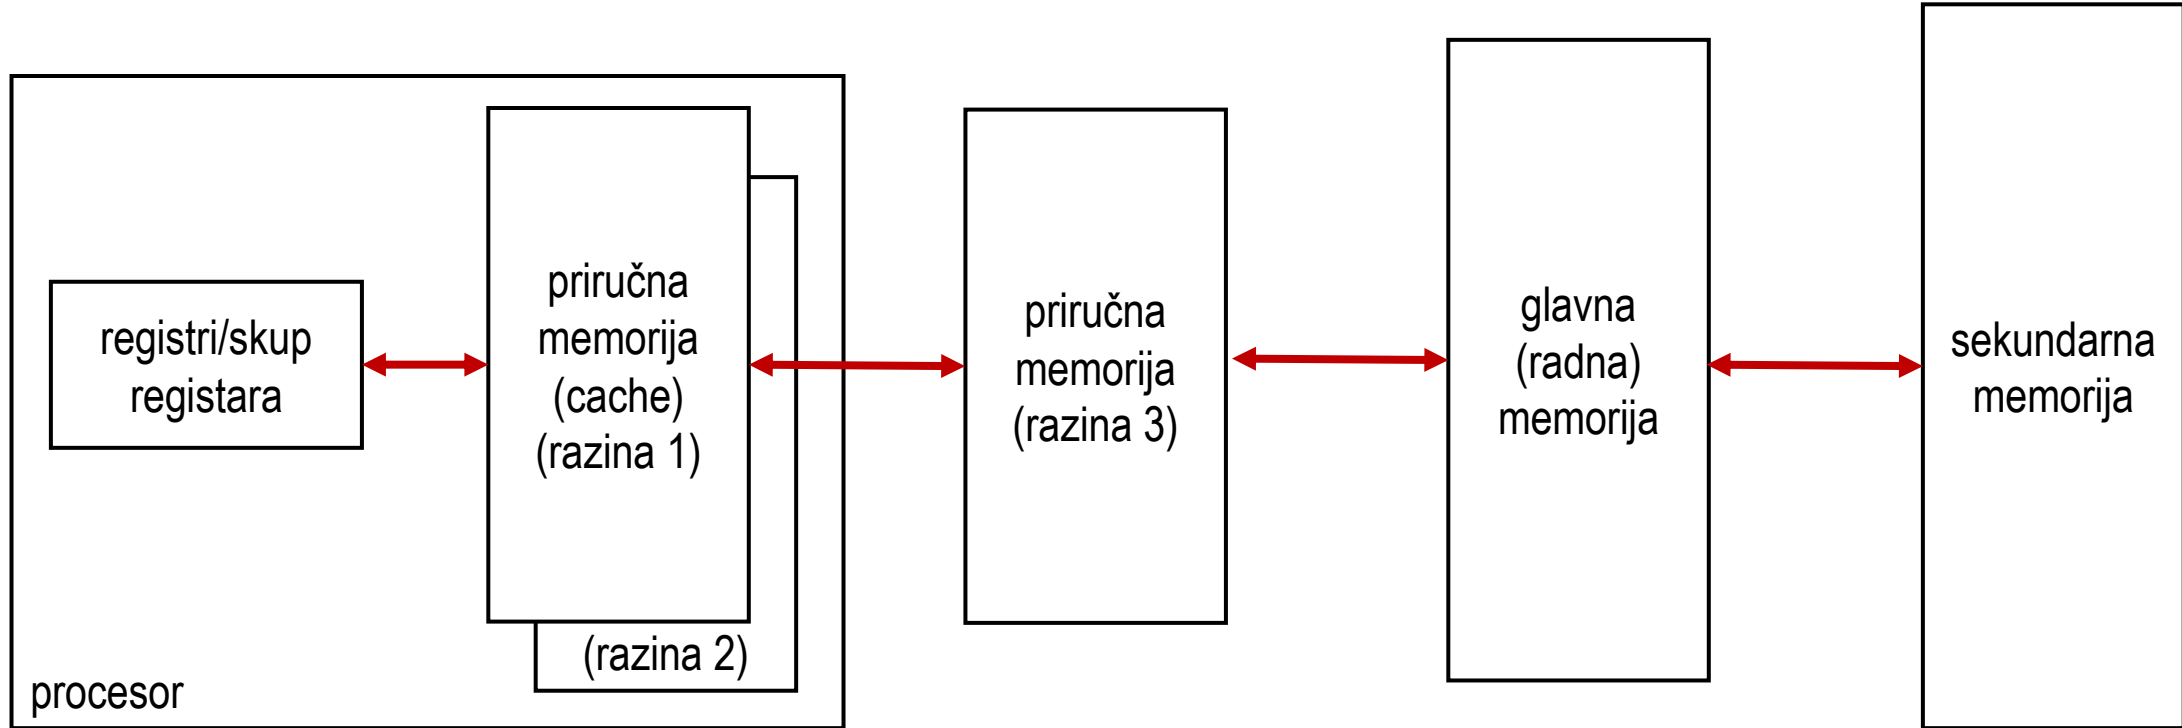 registri/skup
registara
priručna
memorija
(cache)
(razina 1)
(razina 2)
procesor
priručna
memorija
(razina 3)
glavna
(radna)
memorija
sekundarna
memorija